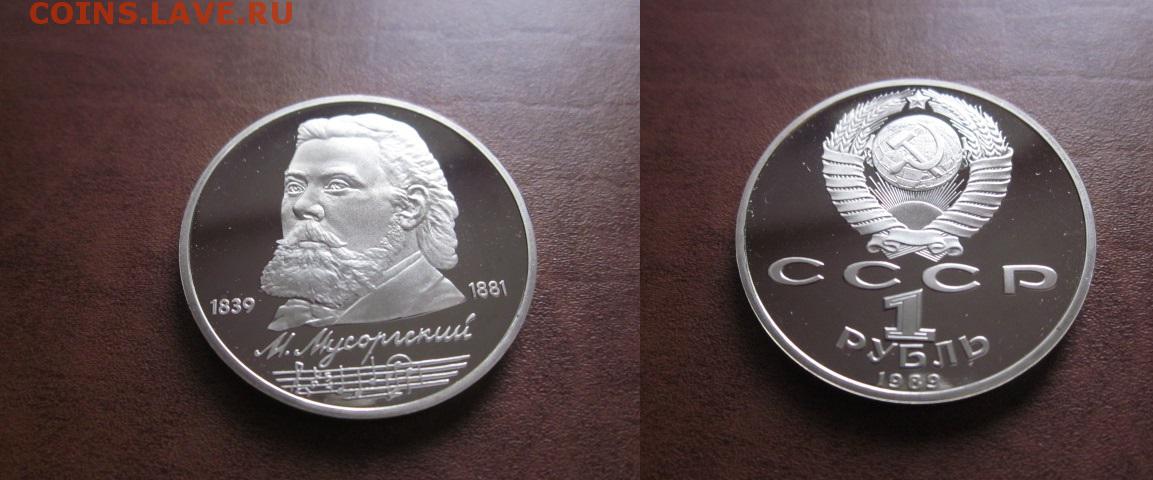 COINS.LAVE.RU
1839
1881
М. Мусоргский
СССР
1
РУБЛЬ
1989